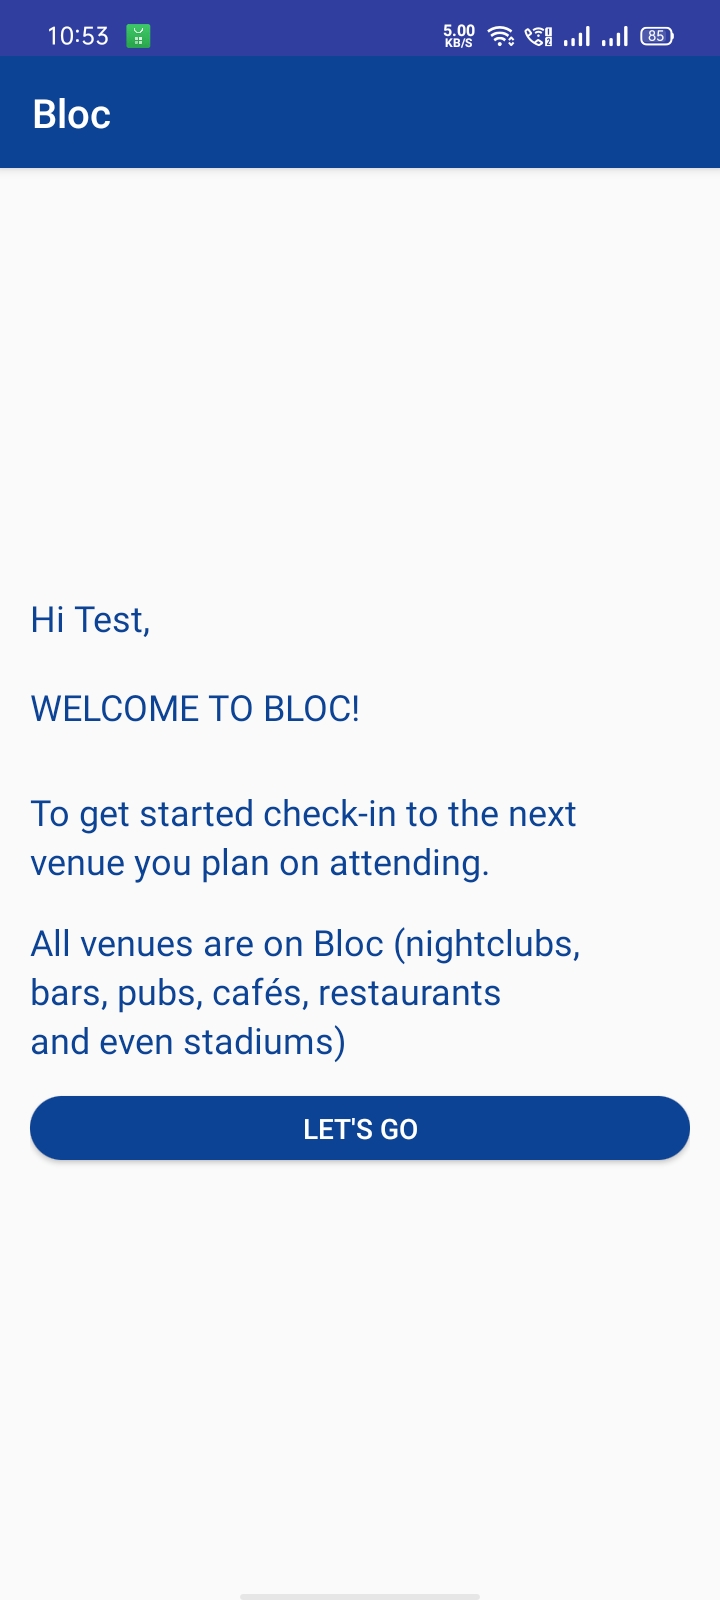 10:53
5.00
KB/S
85
Bloc
Hi Test,
WELCOME TO BLOC!
To get started check-in to the next
venue you plan on attending.
All venues are on Bloc (nightclubs,
bars, pubs, cafés, restaurants
and even stadiums)
LET'S GO